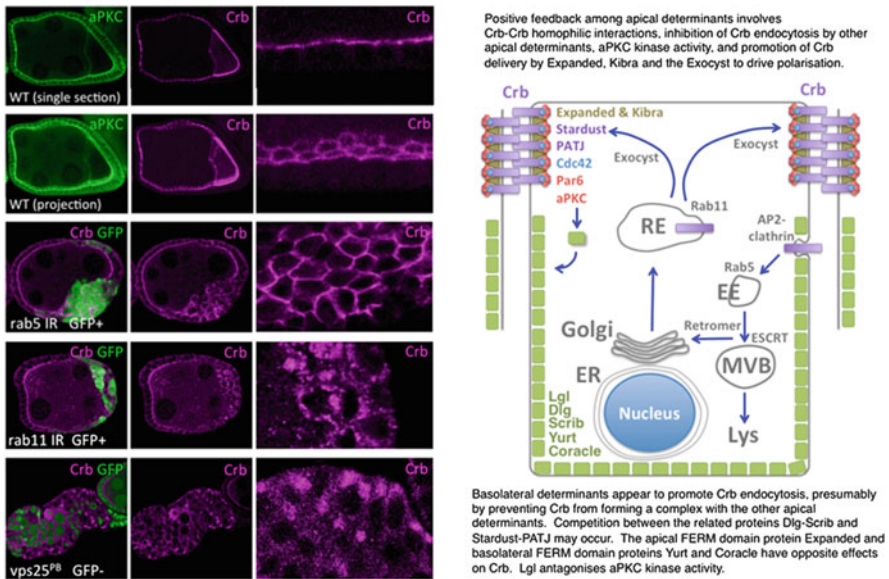 aPKC
Crb
Crb
WT (single section)
aPKC
Crb
Crb
WT (projection)
Crb GFP
Crb
Crb
rab5 IR GFP+
Crb GFP
Crb
Crb
rab11 IR GFP+
Crb GFP
Crb
Crb
vps25PB GFP-
Positive feedback among apical determinants involves
Crb-Crb homophilic interactions, inhibition of Crb endocytosis by other
apical determinants, aPKC kinase activity, and promotion of Crb
delivery by Expanded, Kibra and the Exocyst to drive polarisation.
Crb
Crb
Expanded & Kibra
Stardust
PATJ
Cdc42
Par6
aPKC
Exocyst
Exocyst
Rab11
RE
AP2-
clathrin
Rab5
EE
Golgi
Retromer
ESCRT
MVB
ER
Nucleus
Lys
Lgl
Dlg
Scrib
Yurt
Coracle
Basolateral determinants appear to promote Crb endocytosis, presumably
by preventing Crb from forming a complex with the other apical
determinants. Competition between the related proteins Dlg-Scrib and
Stardust-PATJ may occur. The apical FERM domain protein Expanded and
basolateral FERM domain proteins Yurt and Coracle have opposite effects
on Crb. Lgl antagonises aPKC kinase activity.